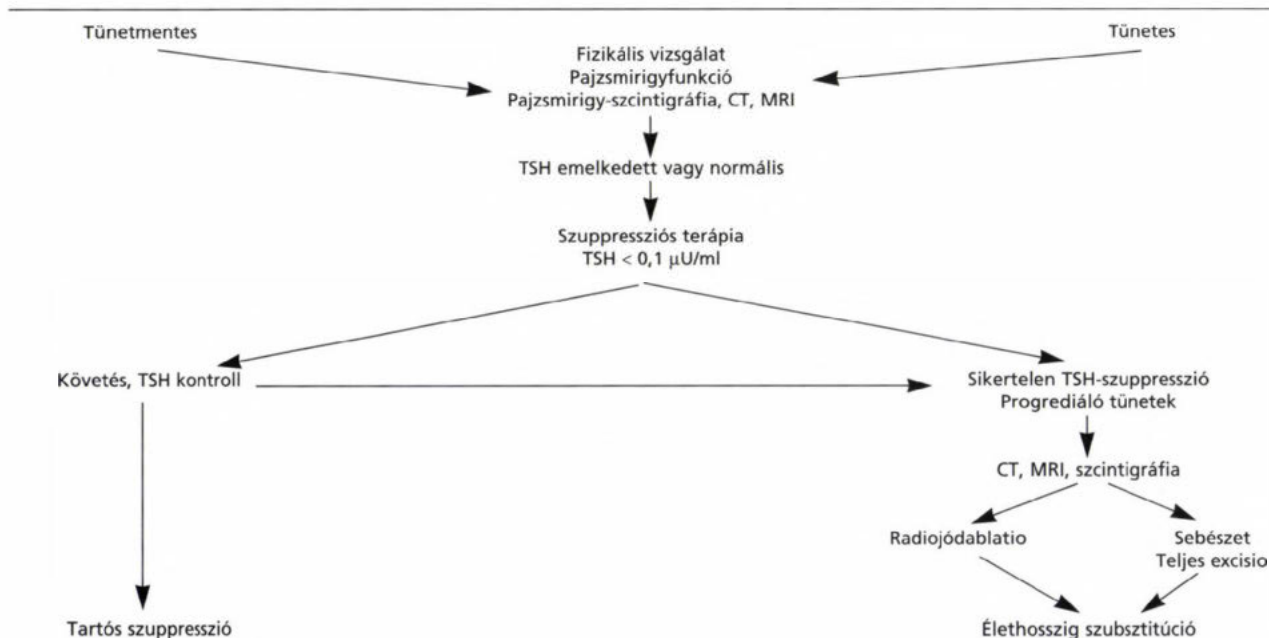 Tünetmentes
Tünetes
Fizikális vizsgálat
Pajzsmirigyfunkció
Pajzsmirigy-szcintigráfia, CT, MRI
TSH emelkedett vagy normális
Szuppressziós terápia
TSH < 0,1 μU/ml
Követés, TSH kontroll
Sikertelen TSH-szuppresszió
Progrediáló tünetek
CT, MRI, szcintigráfia
Radiojódablatio
Sebészet
Teljes excisio
Tartós szuppresszió
Élethosszig szubsztitúció